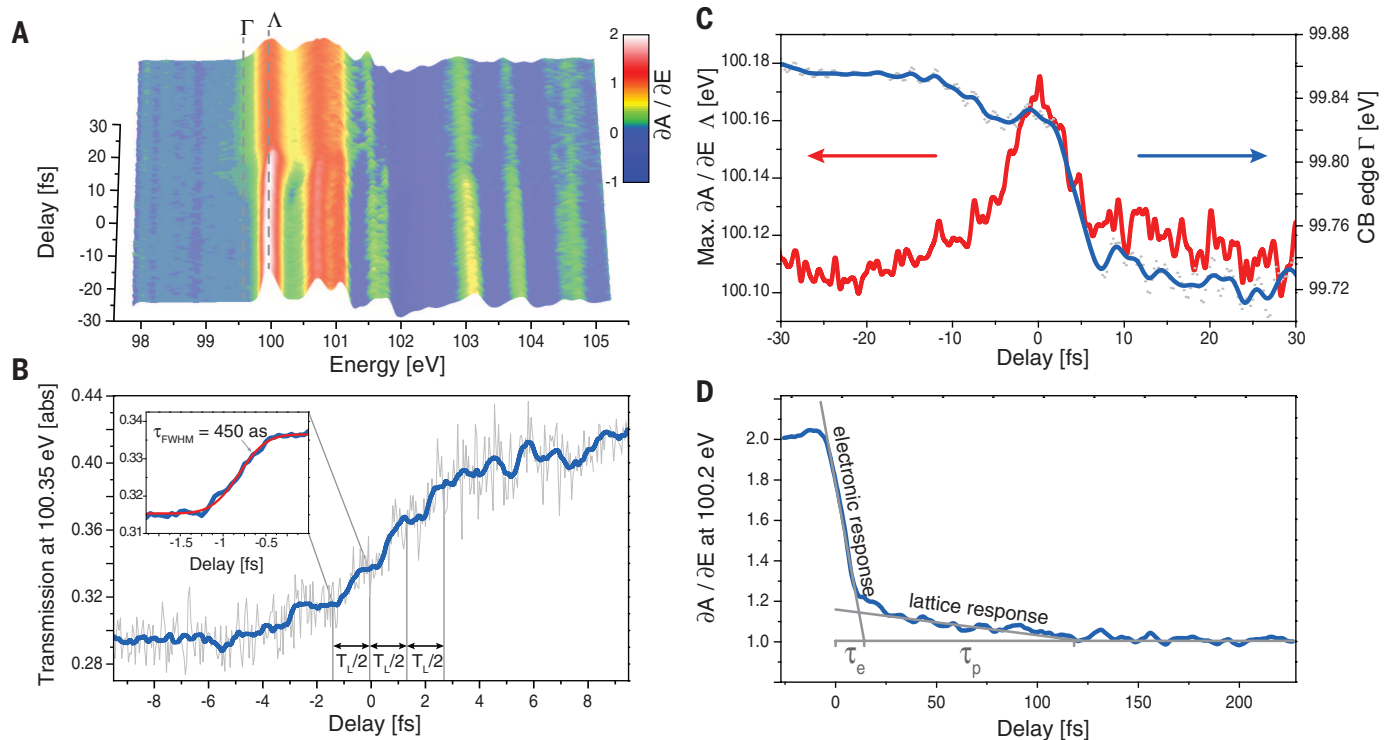 A
Γ
Λ
2
1
0
-1
∂A / ∂E
30
20
10
0
-10
-20
-30
Delay [fs]
98
99
100
101
102
103
104
105
Energy [eV]
B
Transmission at 100.35 eV [abs]
0.44
0.40
0.36
0.32
0.28
0.34
0.33
0.32
0.31
τFWHM = 450 as
-1.5
-1
-0.5
Delay [fs]
TL/2
TL/2
TL/2
-8
-6
-4
-2
0
2
4
6
8
Delay [fs]
C
Max. ∂A / ∂E Λ [eV]
100.18
100.16
100.14
100.12
100.10
99.88
99.84
99.80
99.76
99.72
CB edge Γ [eV]
-30
-20
-10
0
10
20
30
Delay [fs]
D
∂A / ∂E at 100.2 eV
2.0
1.8
1.6
1.4
1.2
1.0
electronic response
lattice response
τe
τp
0
50
100
150
200
Delay [fs]